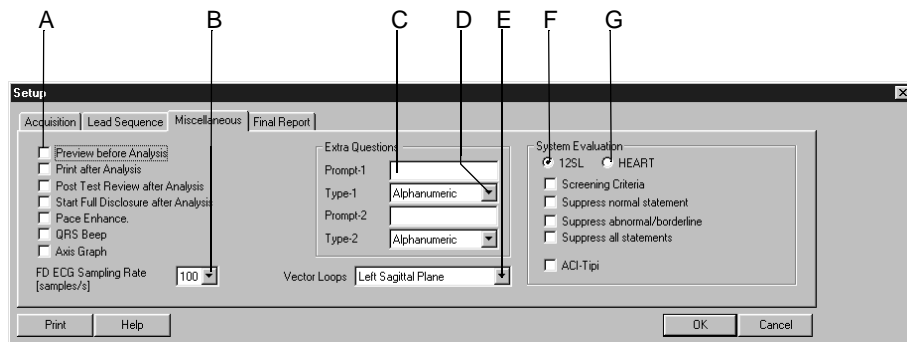 A B C D E F G
Setup
Acquisition Lead Sequence Miscellaneous Final Report
Preview before Analysis
Print after Analysis
Post Test Review after Analysis
Start Full Disclosure after Analysis
Pace Enhance.
QRS Beep
Axis Graph
FD ECG Sampling Rate
[samples/s]
100
Extra Questions
Prompt-1
Type-1 Alphanumeric
Prompt-2
Type-2 Alphanumeric
Vector Loops Left Sagittal Plane
System Evaluation
12SL HEART
Screening Criteria
Suppress normal statement
Suppress abnormal/borderline
Suppress all statements
ACI-Tipi
Print Help OK Cancel